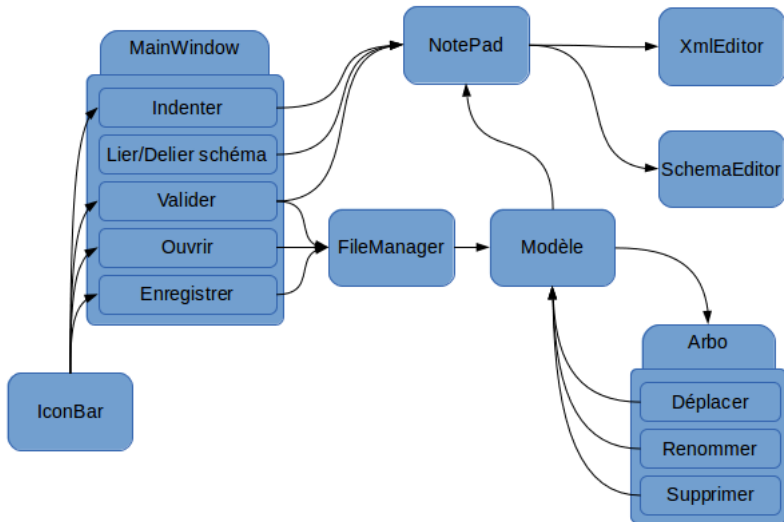 MainWindow
Indenter
Lier/Delier schéma
Valider
Ouvrir
Enregistrer
IconBar
NotePad
XmlEditor
SchemaEditor
FileManager
Modèle
Arbo
Déplacer
Renommer
Supprimer